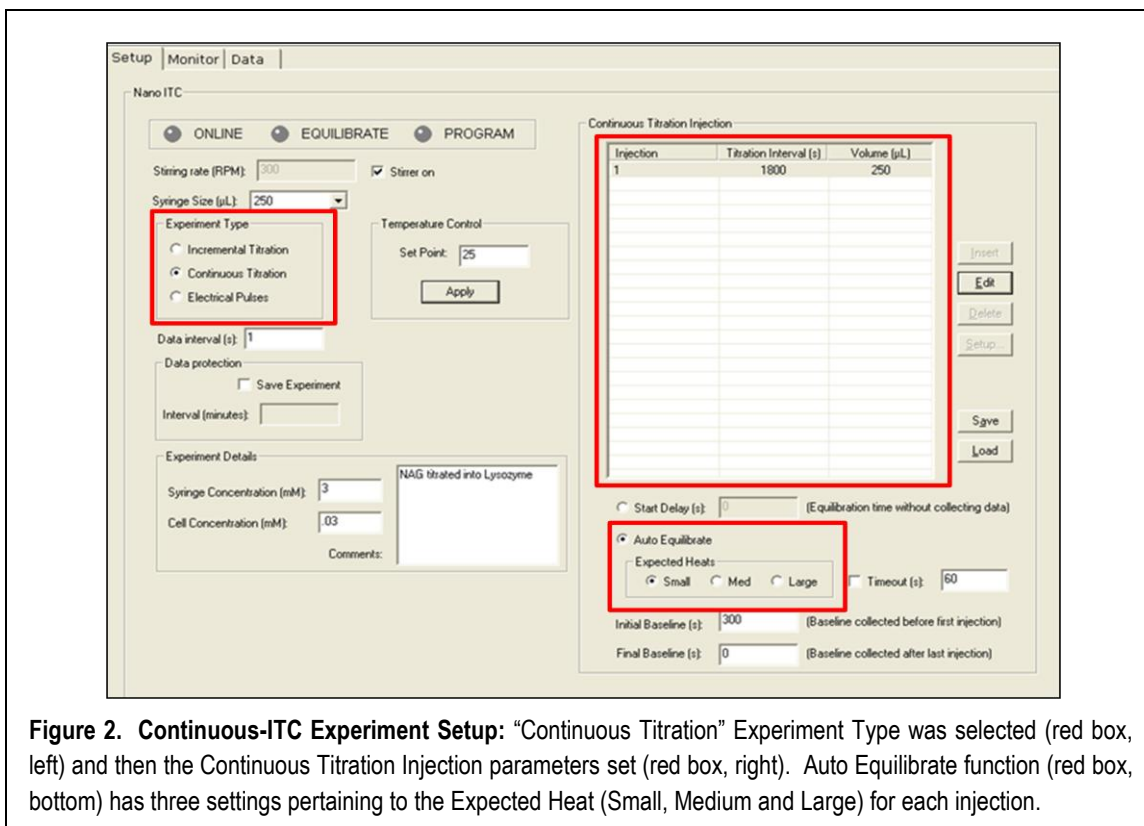 Setup Monitor Data
Nano ITC
ONLINE EQUILIBRATE PROGRAM
Stirring rate (RPM): 300 Stirrer on
Syringe Size (µL): 250
Experiment Type
Incremental Titration
Continuous Titration
Electrical Pulses
Temperature Control
Set Point: 25
Apply
Data interval (s): 1
Data protection
Save Experiment
Interval (minutes):
Experiment Details
Syringe Concentration (mM): 3
Cell Concentration (mM): .03
Comments:
NAG titrated into Lysozyme
Continuous Titration Injection
Injection Titration Interval (s) Volume (µL)
1 1800 250
Insert
Edit
Delete
Setup...
Save
Load
Start Delay (s): 0 (Equilibration time without collecting data)
Auto Equilibrate
Expected Heats
Small Med Large
Timeout (s): 60
Initial Baseline (s): 300 (Baseline collected before first injection)
Final Baseline (s): 0 (Baseline collected after last injection)
Figure 2. Continuous-ITC Experiment Setup: “Continuous Titration” Experiment Type was selected (red box,
left) and then the Continuous Titration Injection parameters set (red box, right). Auto Equilibrate function (red box,
bottom) has three settings pertaining to the Expected Heat (Small, Medium and Large) for each injection.